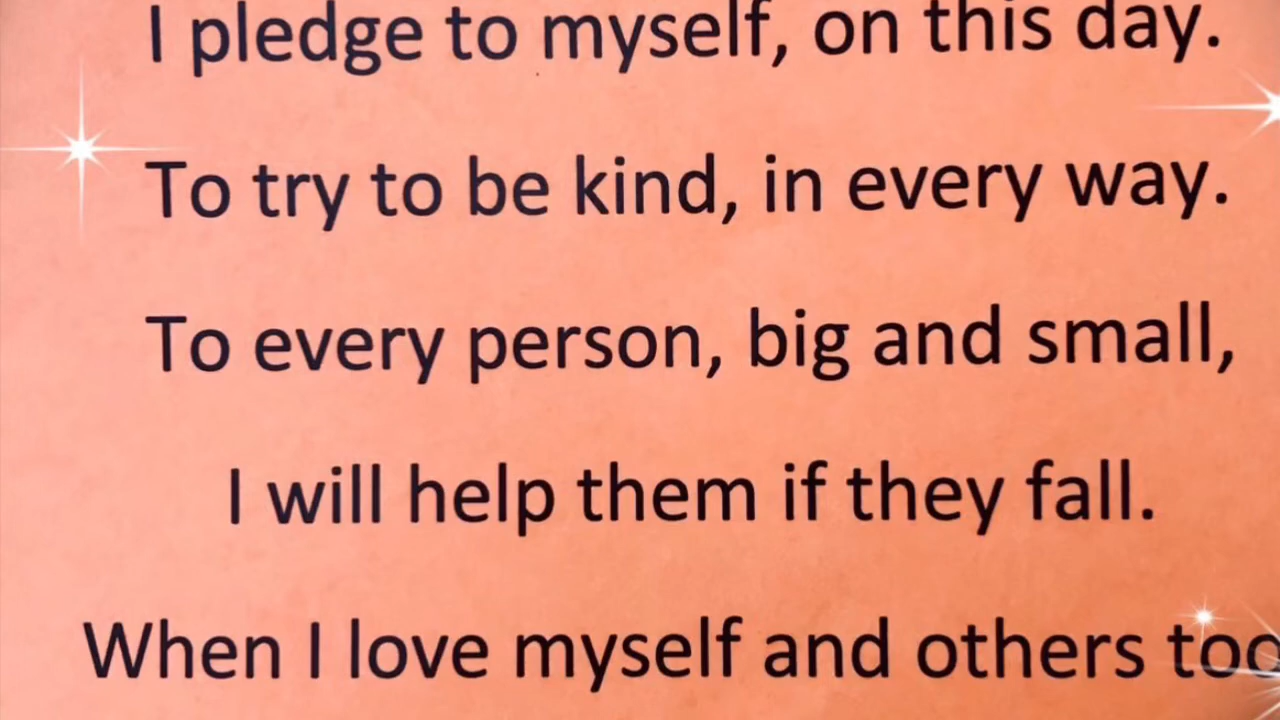 I pledge to myself, on this day.
To try to be kind, in every way.
To every person, big and small,
I will help them if they fall.
When I love myself and others too